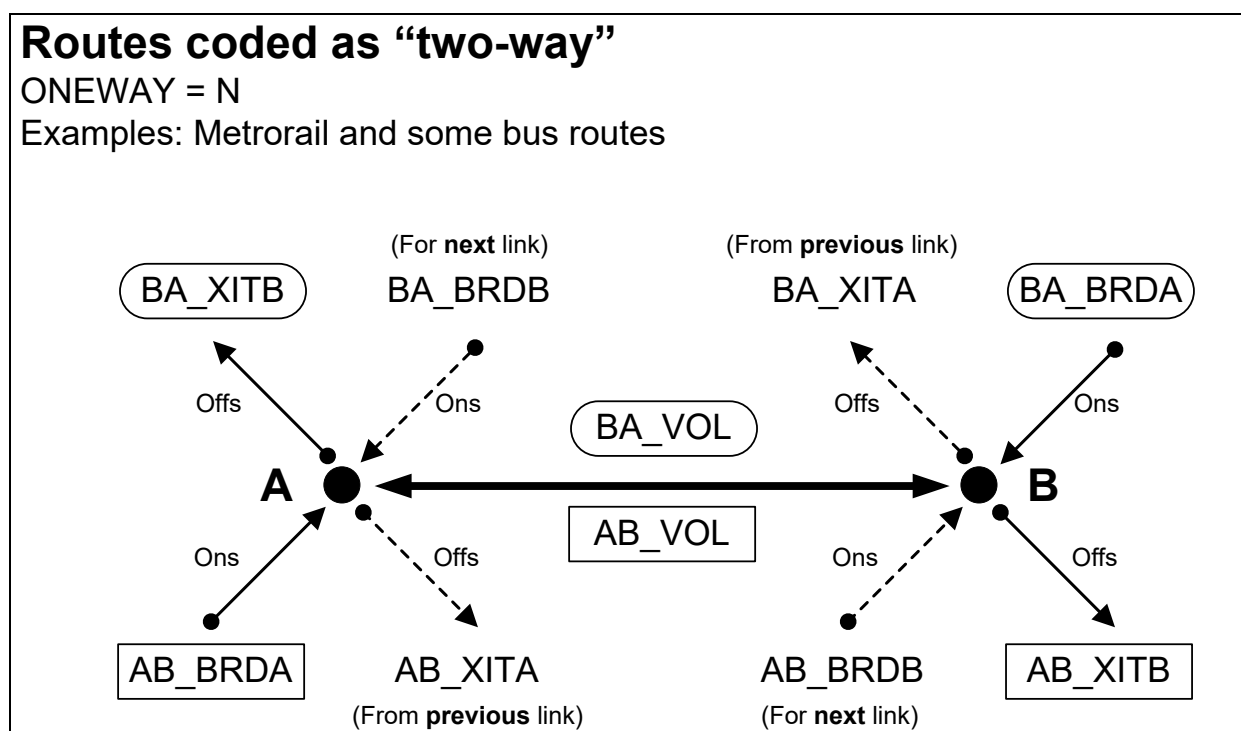 Routes coded as “two-way”
ONEWAY = N
Examples: Metrorail and some bus routes
(For next link)
(From previous link)
BA_XITB
BA_BRDB
BA_XITA
BA_BRDA
Offs
Ons
Offs
Ons
BA_VOL
A
B
AB_VOL
Ons
Offs
Ons
Offs
AB_BRDA
AB_XITA
AB_BRDB
AB_XITB
(From previous link)
(For next link)